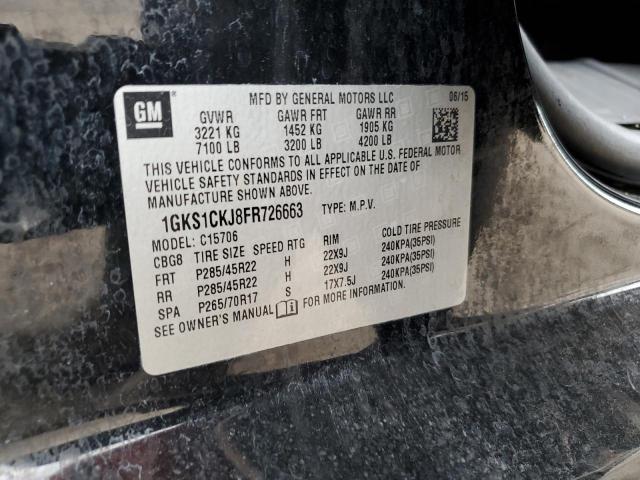 GM
MFD BY GENERAL MOTORS LLC 06/15
GVWR GAWR FRT GAWR RR
3221 KG 1452 KG 1905 KG
7100 LB 3200 LB 4200 LB
THIS VEHICLE CONFORMS TO ALL APPLICABLE U.S. FEDERAL MOTOR
VEHICLE SAFETY STANDARDS IN EFFECT ON THE DATE OF
MANUFACTURE SHOWN ABOVE.
1GKS1CKJ8FR726663 TYPE: M.P.V.
MODEL: C15706
CBG8 TIRE SIZE SPEED RTG RIM COLD TIRE PRESSURE
FRT P285/45R22 H 22X9J 240KPA(35PSI)
RR P285/45R22 H 22X9J 240KPA(35PSI)
SPA P265/70R17 S 17X7.5J 240KPA(35PSI)
SEE OWNER'S MANUAL FOR MORE INFORMATION.